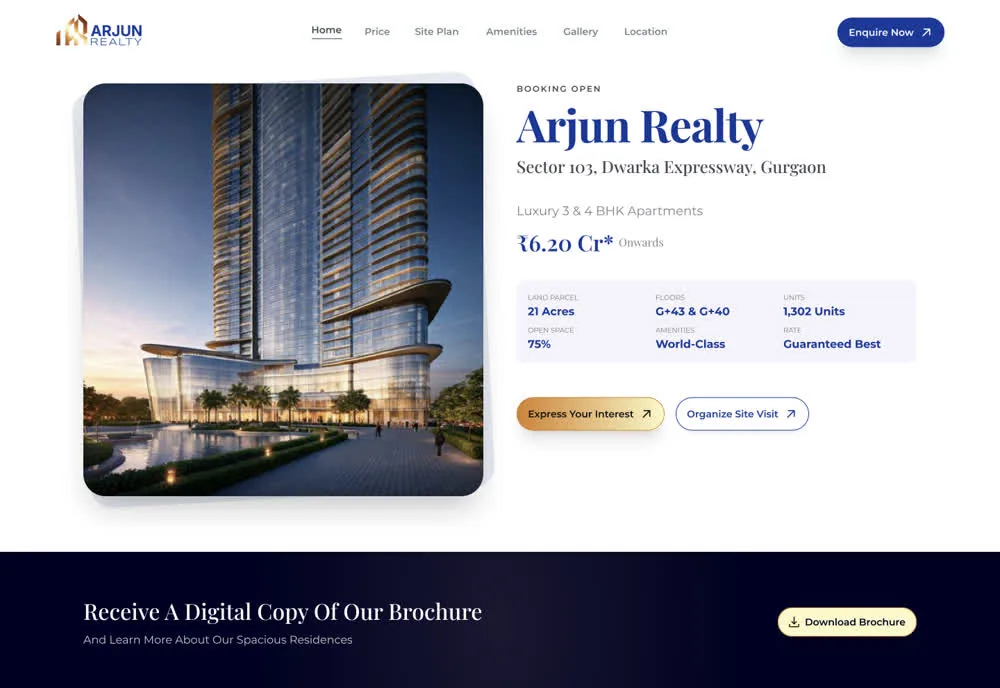 ARJUN
REALTY
Home
Price
Site Plan
Amenities
Gallery
Location
Enquire Now
BOOKING OPEN
Arjun Realty
Sector 103, Dwarka Expressway, Gurgaon
Luxury 3 & 4 BHK Apartments
₹6.20 Cr* Onwards
LAND PARCEL
21 Acres
FLOORS
G+43 & G+40
UNITS
1,302 Units
OPEN SPACE
75%
AMENITIES
World-Class
RATE
Guaranteed Best
Express Your Interest
Organize Site Visit
Receive A Digital Copy Of Our Brochure
And Learn More About Our Spacious Residences
Download Brochure